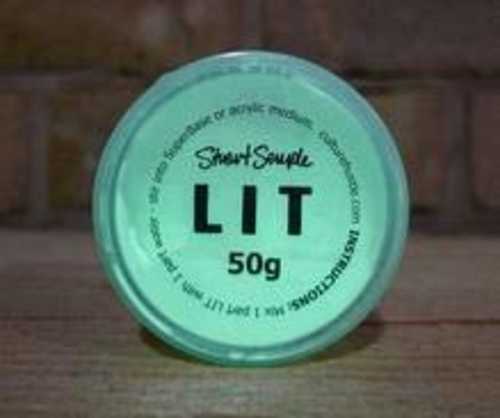 Stuart Semple
LIT
50g
INSTRUCTIONS: Mix 1 part LIT with 1 part water - stir into SuperBase or acrylic medium. culturehustle.com